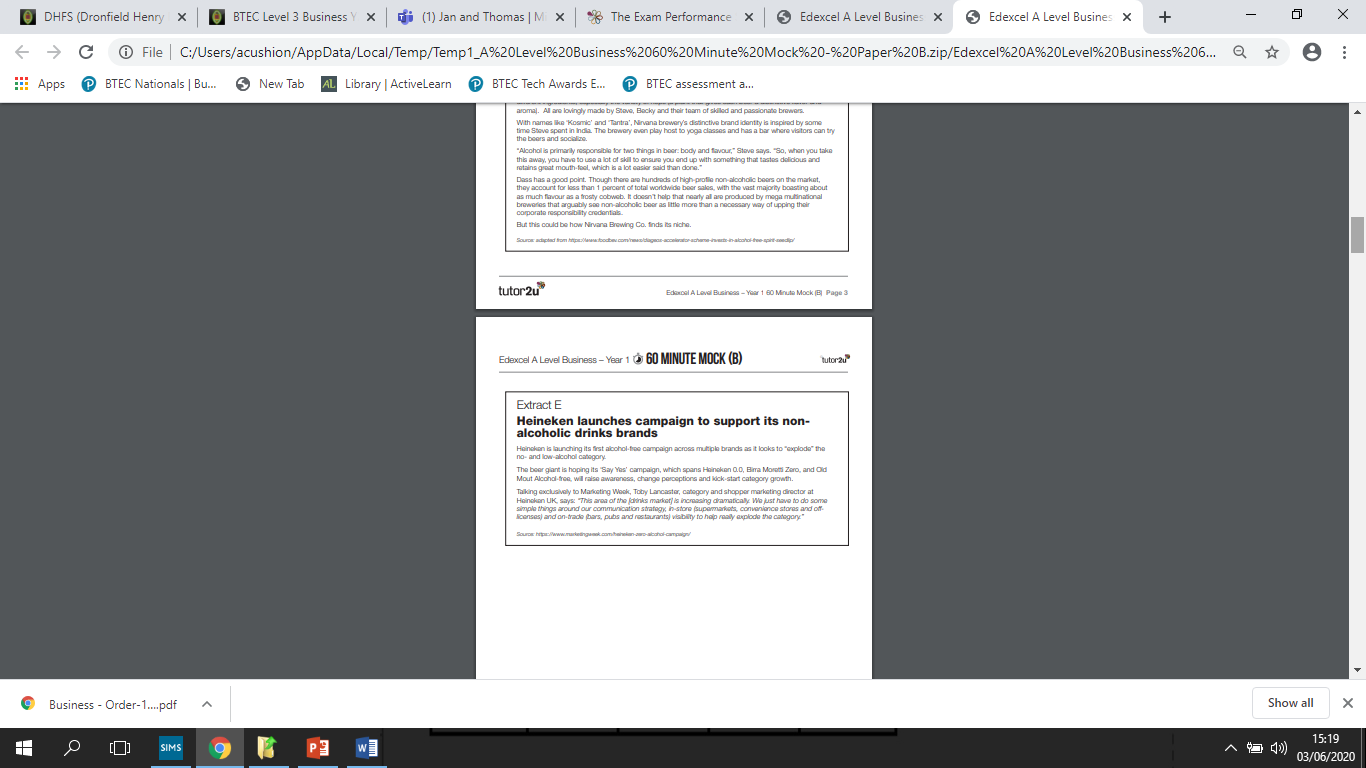 DHFS (Dronfield Henry
BTEC Level 3 Business Y
(1) Jan and Thomas | M
The Exam Performance
Edexcel A Level Busines
Edexcel A Level Busines
File
C:/Users/acushion/AppData/Local/Temp/Temp1_A%20Level%20Business%2060%20Minute%20Mock%20-%20Paper%20B.zip/Edexcel%20A%20Level%20Business%206...
Apps
BTEC Nationals | Bu...
New Tab
AL Library | ActiveLearn
BTEC Tech Awards E...
BTEC assessment a...
aroma). All are lovingly made by Steve, Becky and their team of skilled and passionate brewers.
With names like 'Kosmic' and 'Tantra', Nirvana brewery's distinctive brand identity is inspired by some
time Steve spent in India. The brewery even play host to yoga classes and has a bar where visitors can try
the beers and socialize.
"Alcohol is primarily responsible for two things in beer: body and flavour," Steve says. "So, when you take
this away, you have to use a lot of skill to ensure you end up with something that tastes delicious and
retains great mouth-feel, which is a lot easier said than done."
Dass has a good point. Though there are hundreds of high-profile non-alcoholic beers on the market,
they account for less than 1 percent of total worldwide beer sales, with the vast majority boasting about
as much flavour as a frosty cobweb. It doesn't help that nearly all are produced by mega multinational
breweries that arguably see non-alcoholic beer as little more than a necessary way of upping their
corporate responsibility credentials.
But this could be how Nirvana Brewing Co. finds its niche.
Source: adapted from https://www.foodbev.com/news/diageos-accelerator-scheme-invests-in-alcohol-free-spirit-seedlip/
tutor2u
Edexcel A Level Business – Year 1 60 Minute Mock (B) Page 3
Edexcel A Level Business – Year 1 60 MINUTE MOCK (B)
tutor2u
Extract E
Heineken launches campaign to support its non-
alcoholic drinks brands
Heineken is launching its first alcohol-free campaign across multiple brands as it looks to "explode" the
no- and low-alcohol category.
The beer giant is hoping its 'Say Yes' campaign, which spans Heineken 0.0, Birra Moretti Zero, and Old
Mout Alcohol-free, will raise awareness, change perceptions and kick-start category growth.
Talking exclusively to Marketing Week, Toby Lancaster, category and shopper marketing director at
Heineken UK, says: "This area of the [drinks market] is increasing dramatically. We just have to do some
simple things around our communication strategy, in-store (supermarkets, convenience stores and off-
licenses) and on-trade (bars, pubs and restaurants) visibility to help really explode the category."
Source: https://www.marketingweek.com/heineken-zero-alcohol-campaign/
Business - Order-1....pdf
Show all
SIMS
15:19
03/06/2020